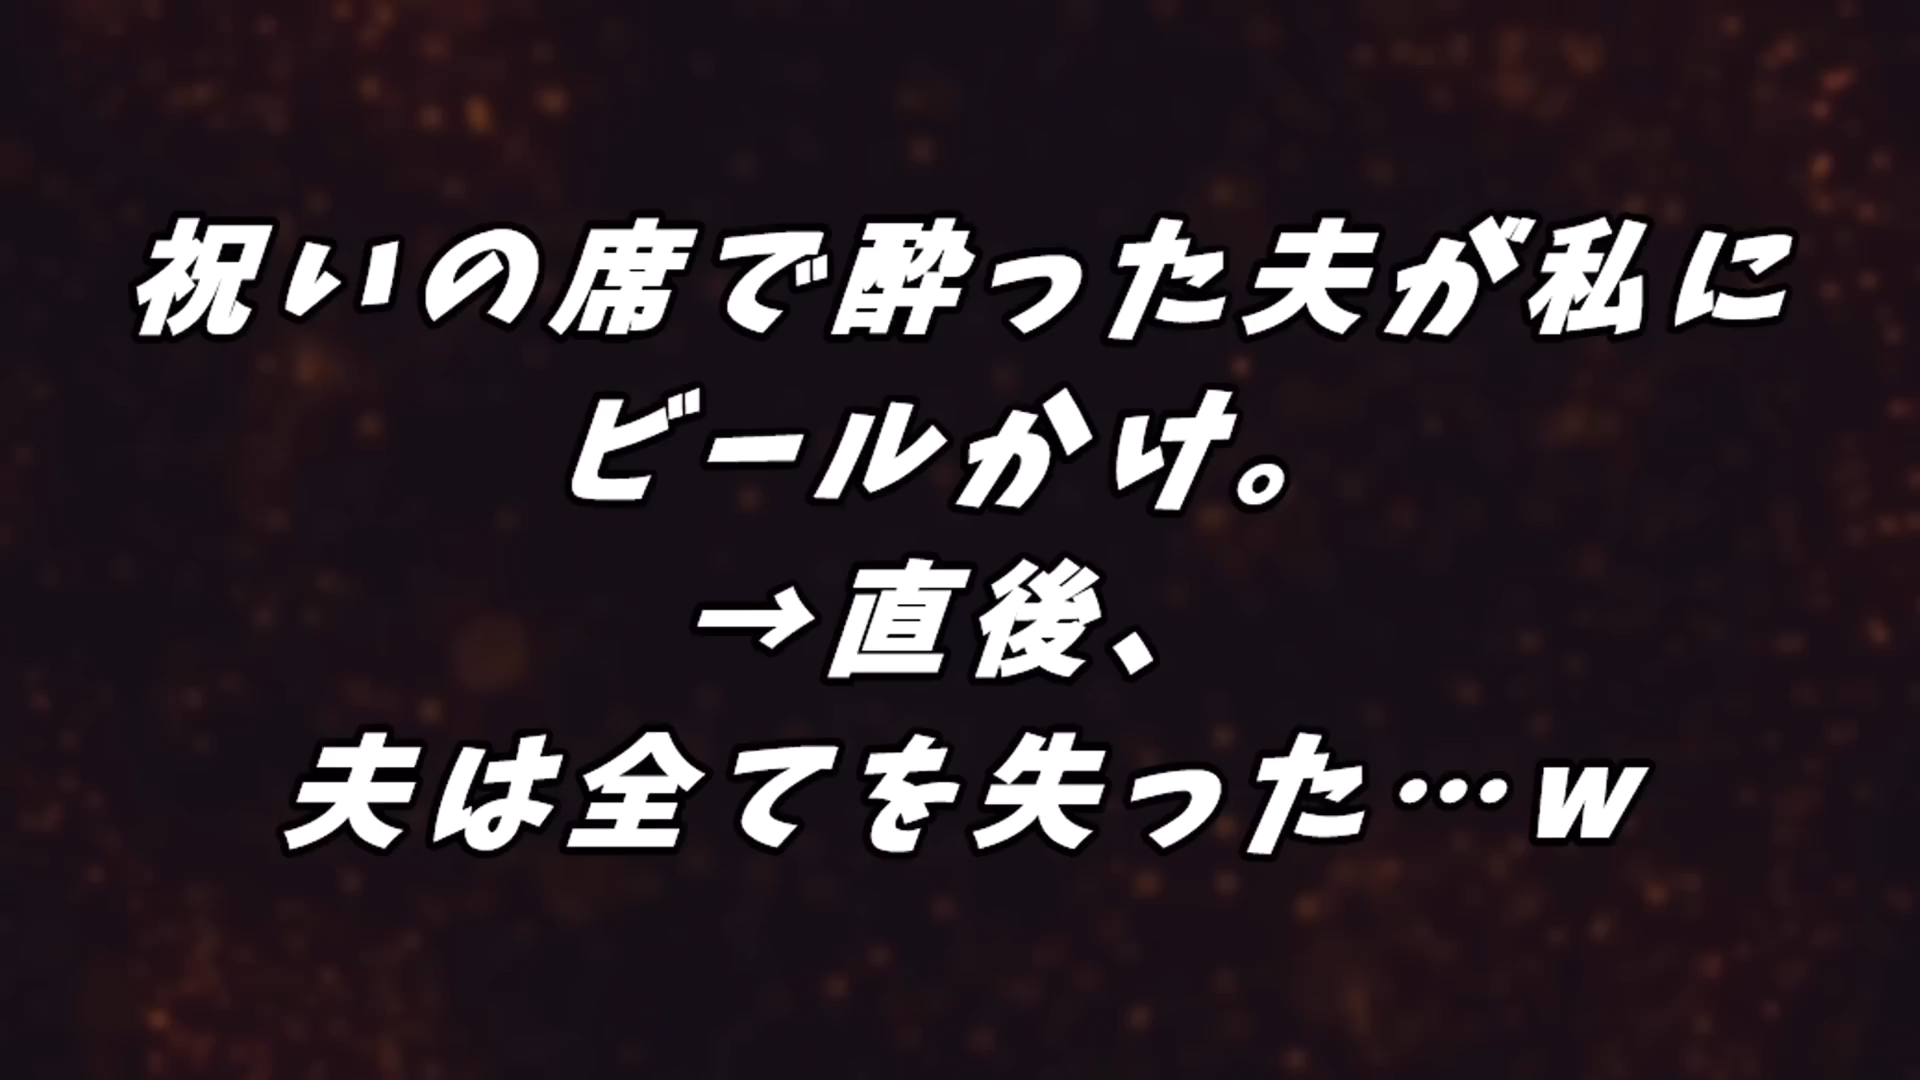 祝いの席で酔った夫が私に
ビールかけ。
→直後、
夫は全てを失った…w